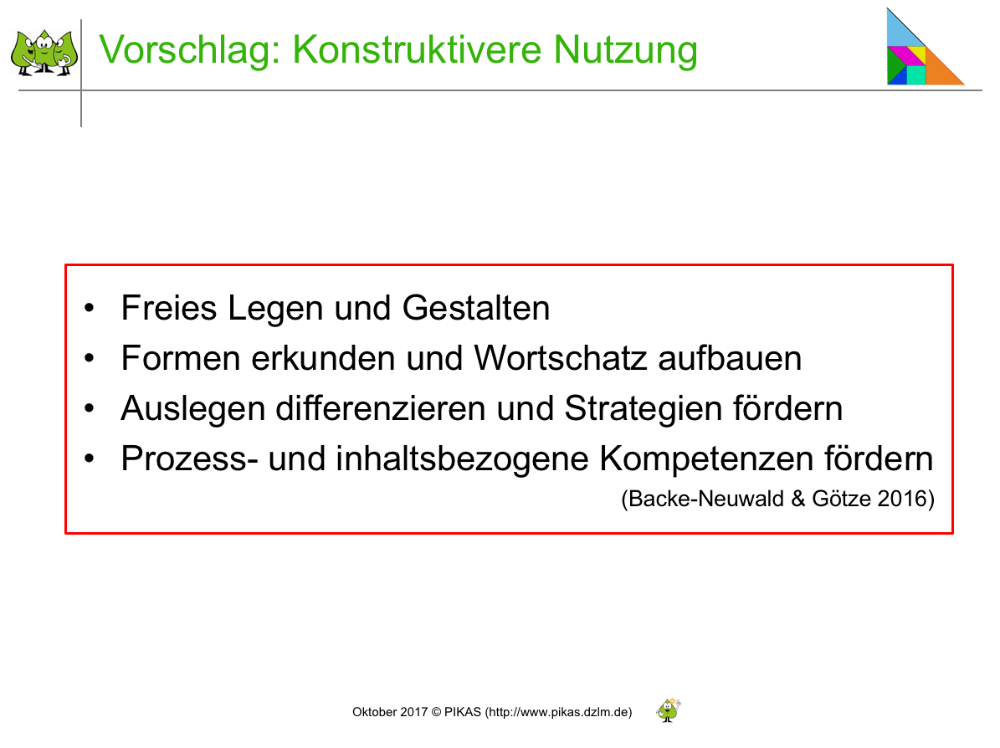 Vorschlag: Konstruktivere Nutzung
• Freies Legen und Gestalten
• Formen erkunden und Wortschatz aufbauen
• Auslegen differenzieren und Strategien fördern
• Prozess- und inhaltsbezogene Kompetenzen fördern
(Backe-Neuwald & Götze 2016)
Oktober 2017 © PIKAS (http://www.pikas.dzlm.de)